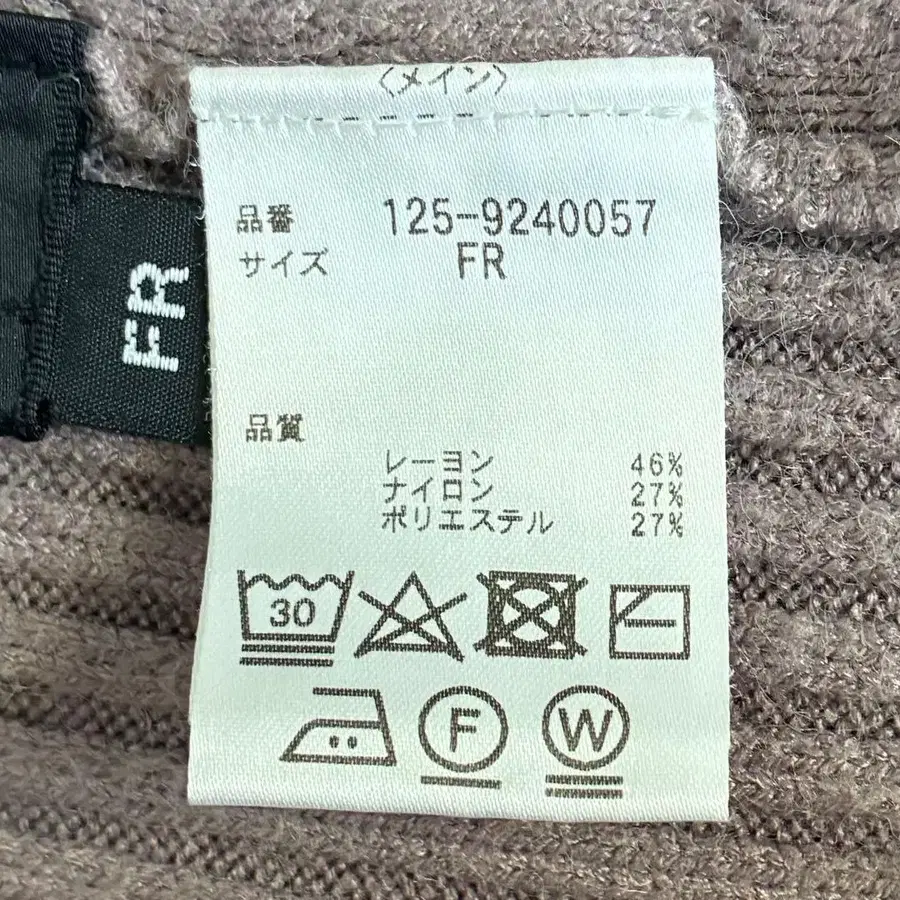 〈メイン〉
品番 125-9240057
サイズ FR
FR
品質
レーヨン 46%
ナイロン 27%
ポリエステル 27%
30
F W